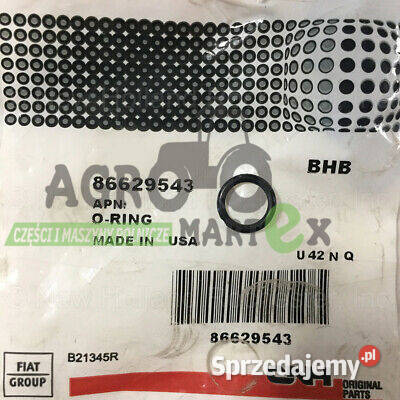 BHB
86629543
APN:
O-RING
MADE IN USA
AGRO
MARTEX
CZĘŚCI I MASZYNY ROLNICZE
U 42 N Q
86629543
B21345R
FIAT
GROUP
ORIGINAL
PARTS
Sprzedajemy.pl